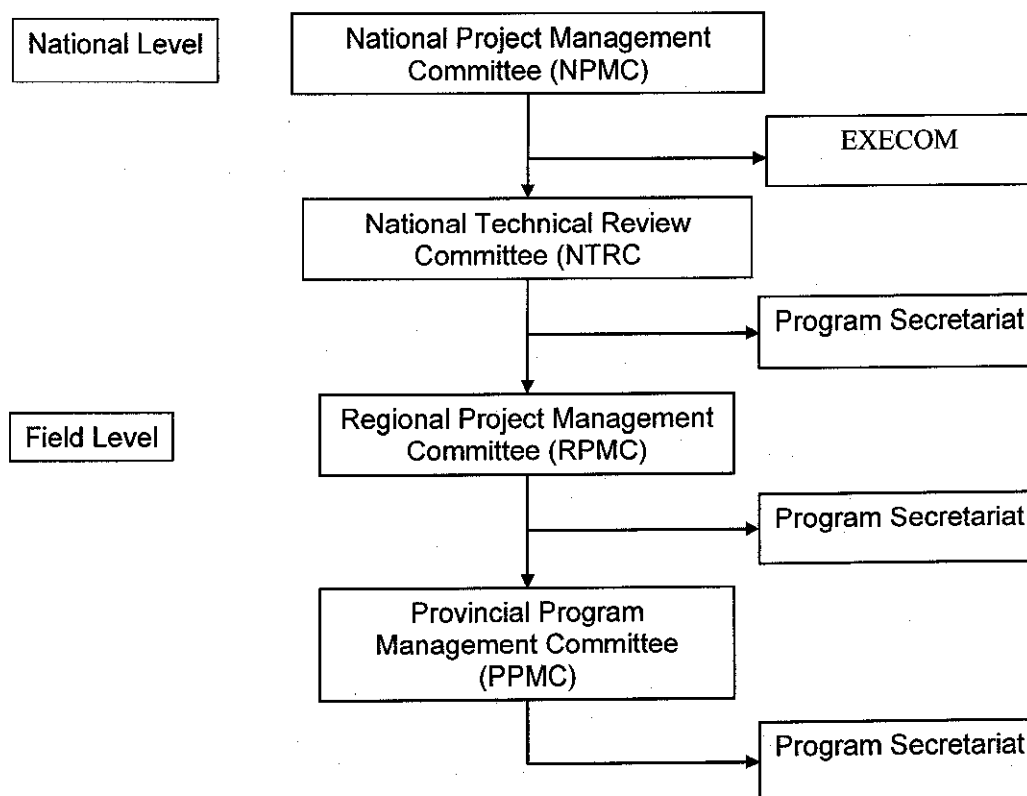 National Level
National Project Management
Committee (NPMC)
EXECOM
National Technical Review
Committee (NTRC
Program Secretariat
Field Level
Regional Project Management
Committee (RPMC)
Program Secretariat
Provincial Program
Management Committee
(PPMC)
Program Secretariat